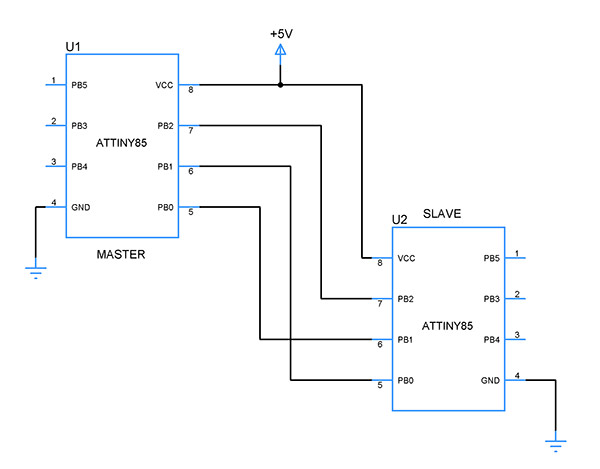 +5V
U1
1 PB5 VCC 8
2 PB3 PB2 7
ATTINY85
3 PB4 PB1 6
4 GND PB0 5
MASTER
U2 SLAVE
8 VCC PB5 1
7 PB2 PB3 2
ATTINY85
6 PB1 PB4 3
5 PB0 GND 4